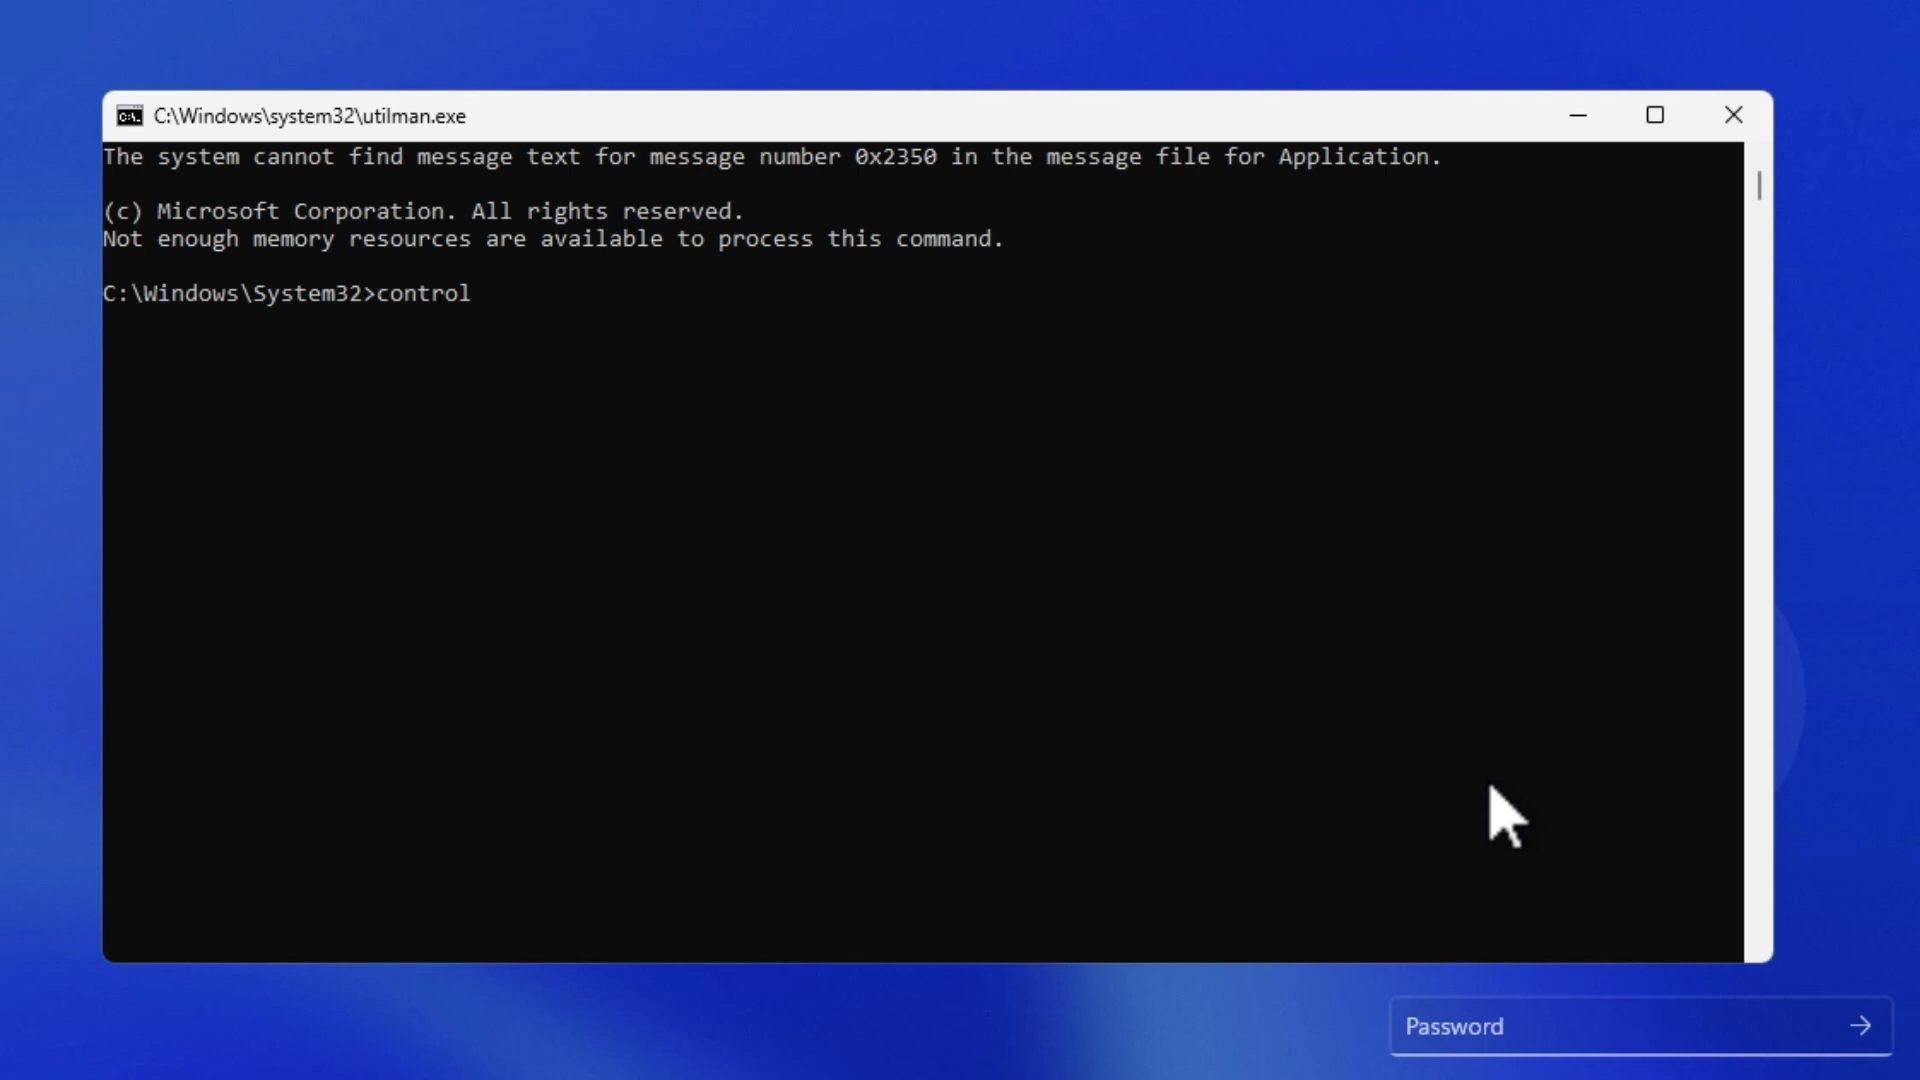 C:\Windows\system32\utilman.exe
The system cannot find message text for message number 0x2350 in the message file for Application.
(c) Microsoft Corporation. All rights reserved.
Not enough memory resources are available to process this command.
C:\Windows\System32>control
Password